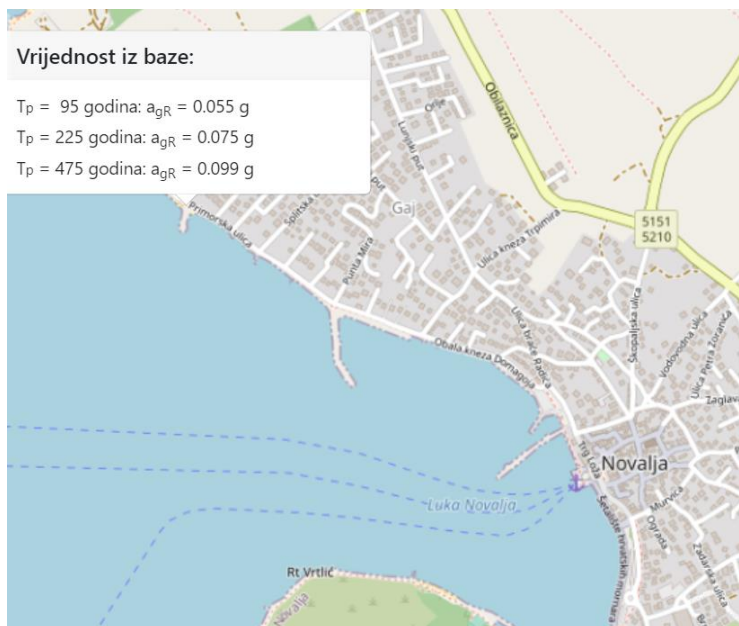 Vrijednost iz baze:
Tp = 95 godina: agR = 0.055 g
Tp = 225 godina: agR = 0.075 g
Tp = 475 godina: agR = 0.099 g
Orlje
Obilaznica
Lunjski put
put
Splitska
Gaj
Primorska ulica
Punta Mira
Ulica kneza Trpimira
5151
5210
Škopaljska ulica
Ulica braće Radića
Vodovodna ulica
Ulica Petra Zoranića
Obala kneza Domagoja
Zaglava
Trg Loža
Novalja
Luka Novalja
Murvica
Šetalište hrvatskih mornara
Ograda
Zadarska ulica
Rt Vrtlić
Novalja